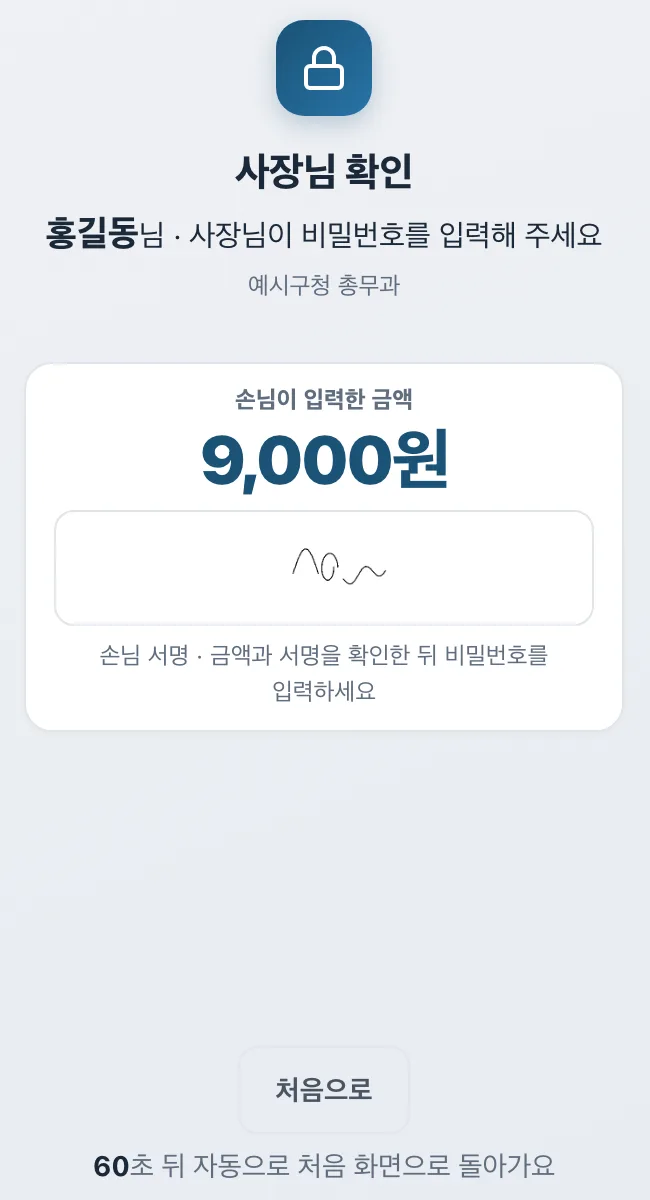 사장님 확인
홍길동님 · 사장님이 비밀번호를 입력해 주세요
예시구청 총무과
손님이 입력한 금액
9,000원
손님 서명 · 금액과 서명을 확인한 뒤 비밀번호를
입력하세요
처음으로
60초 뒤 자동으로 처음 화면으로 돌아가요